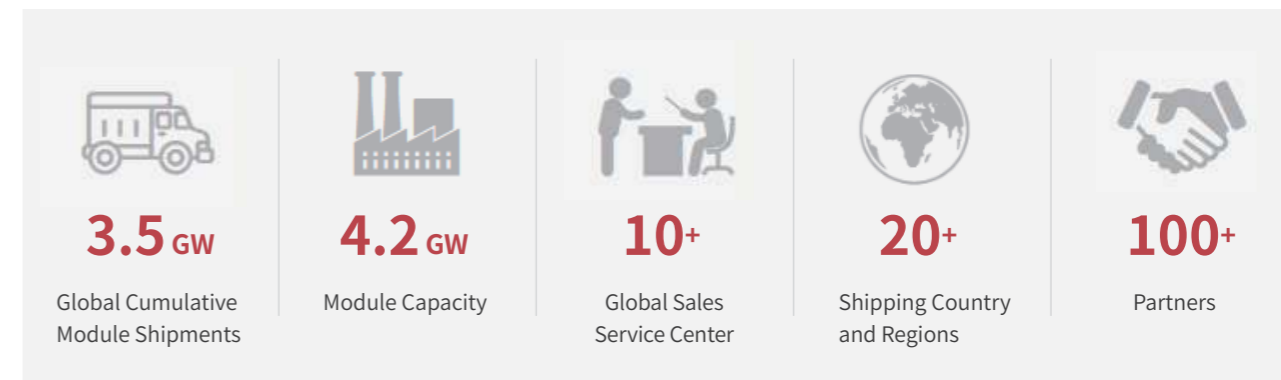 3.5 GW
Global Cumulative
Module Shipments
4.2 GW
Module Capacity
10+
Global Sales
Service Center
20+
Shipping Country
and Regions
100+
Partners